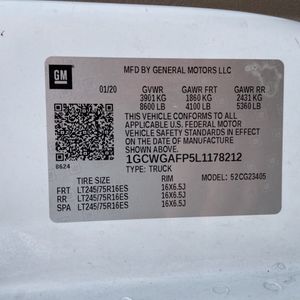 GM
MFD BY GENERAL MOTORS LLC
01/20 GVWR GAWR FRT GAWR RR
3901 KG 1860 KG 2431 KG
8600 LB 4100 LB 5360 LB
THIS VEHICLE CONFORMS TO ALL
APPLICABLE U.S. FEDERAL MOTOR
VEHICLE SAFETY STANDARDS IN EFFECT
ON THE DATE OF MANUFACTURE SHOWN ABOVE.
1GCWGAFP5L1178212
8624 TYPE: TRUCK
TIRE SIZE RIM MODEL: 52CG23405
FRT LT245/75R16ES 16X6.5J
RR LT245/75R16ES 16X6.5J
SPA LT245/75R16ES 16X6.5J